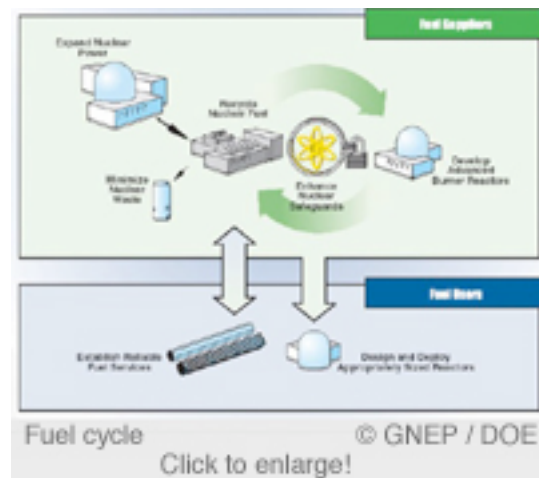 Fuel Suppliers
Expand Nuclear
Power
Recycle
Nuclear Fuel
Minimize
Nuclear
Waste
Enhance
Nuclear
Safeguards
Develop
Advanced
Burner Reactors
Fuel Users
Establish Reliable
Fuel Services
Design and Deploy
Appropriately Sized Reactors
Fuel cycle © GNEP / DOE
Click to enlarge!